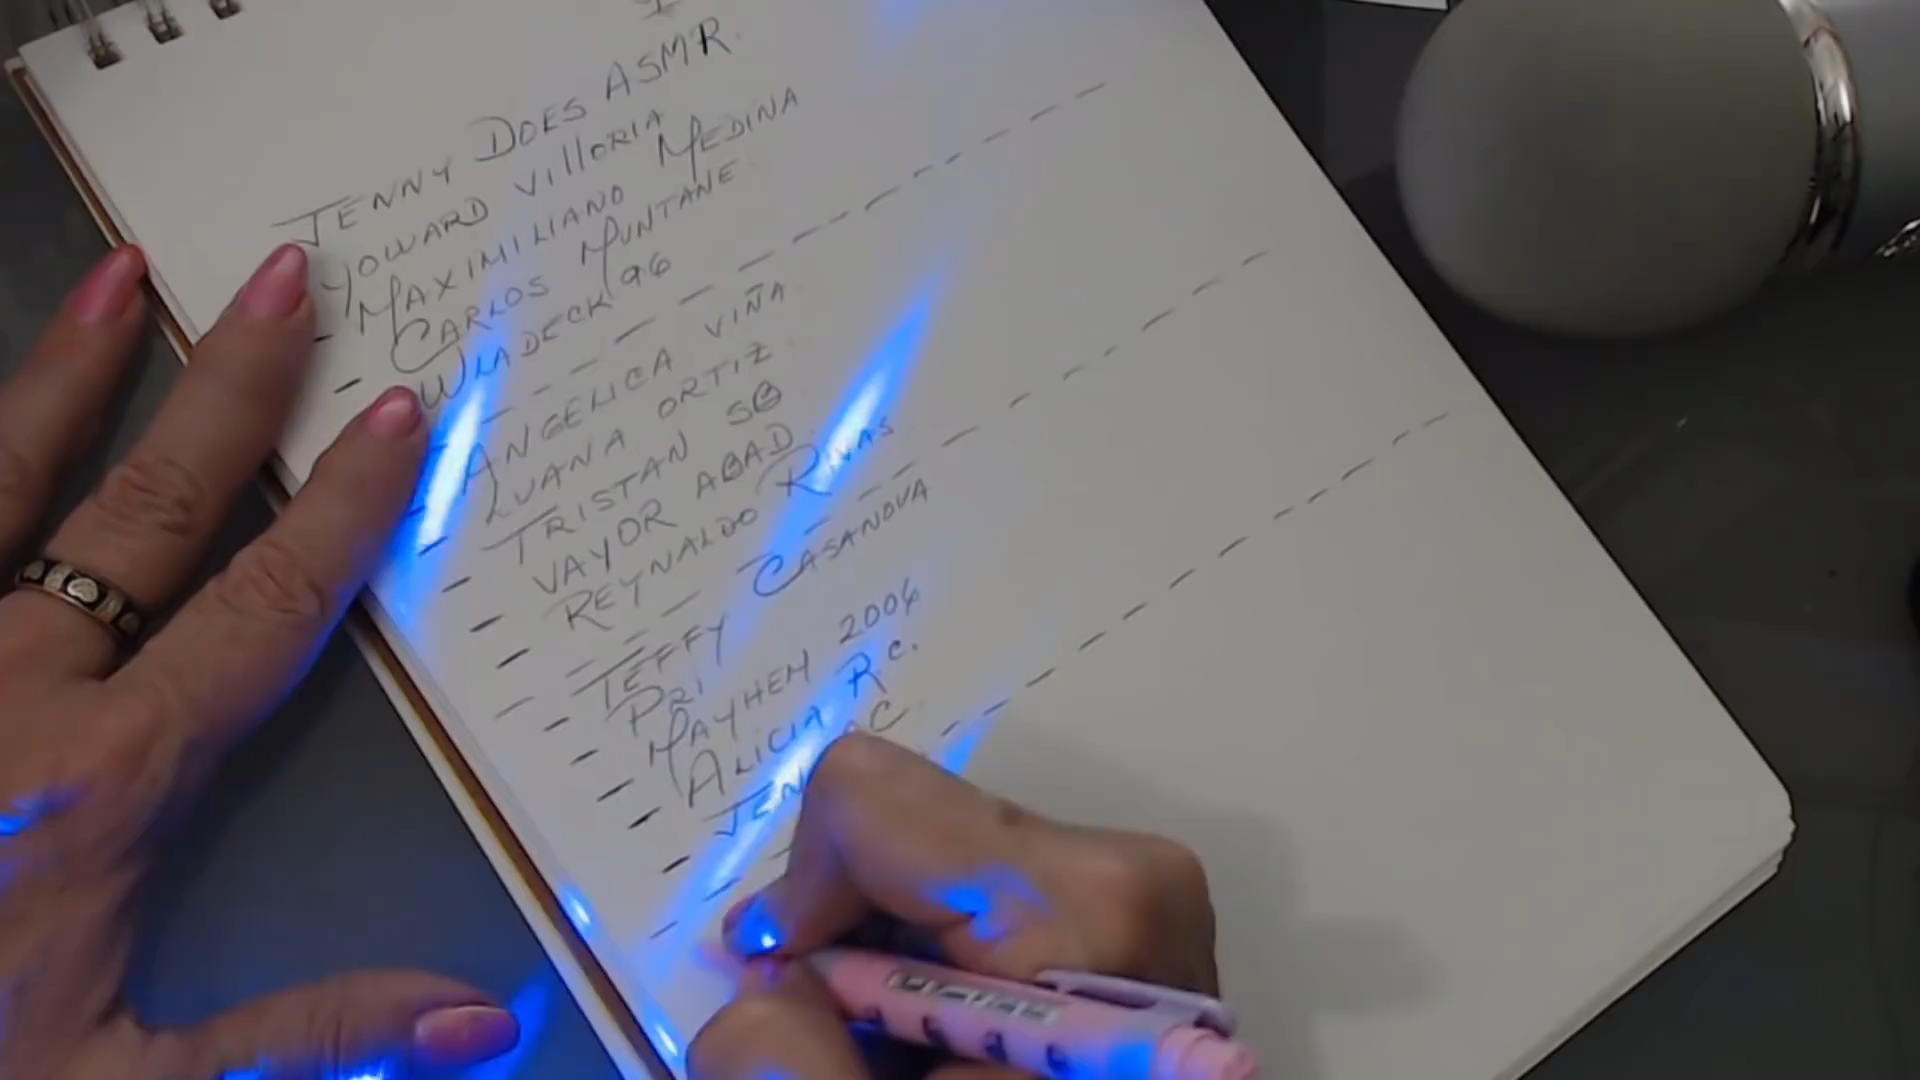 JENNY DOES ASMR.
YOWARD VILLORIA
MAXIMILIANO MEDINA
- CARLOS MUNTANE
- WLADECK 96
ANGELICA VIÑA
LUANA ORTIZ
- TRISTAN SB
- VAYOR ABAD
- REYNALDO RIVAS
- TEFFY CASANOVA
- PRI
- MAYHEM 2006
- ALICIA R.C.